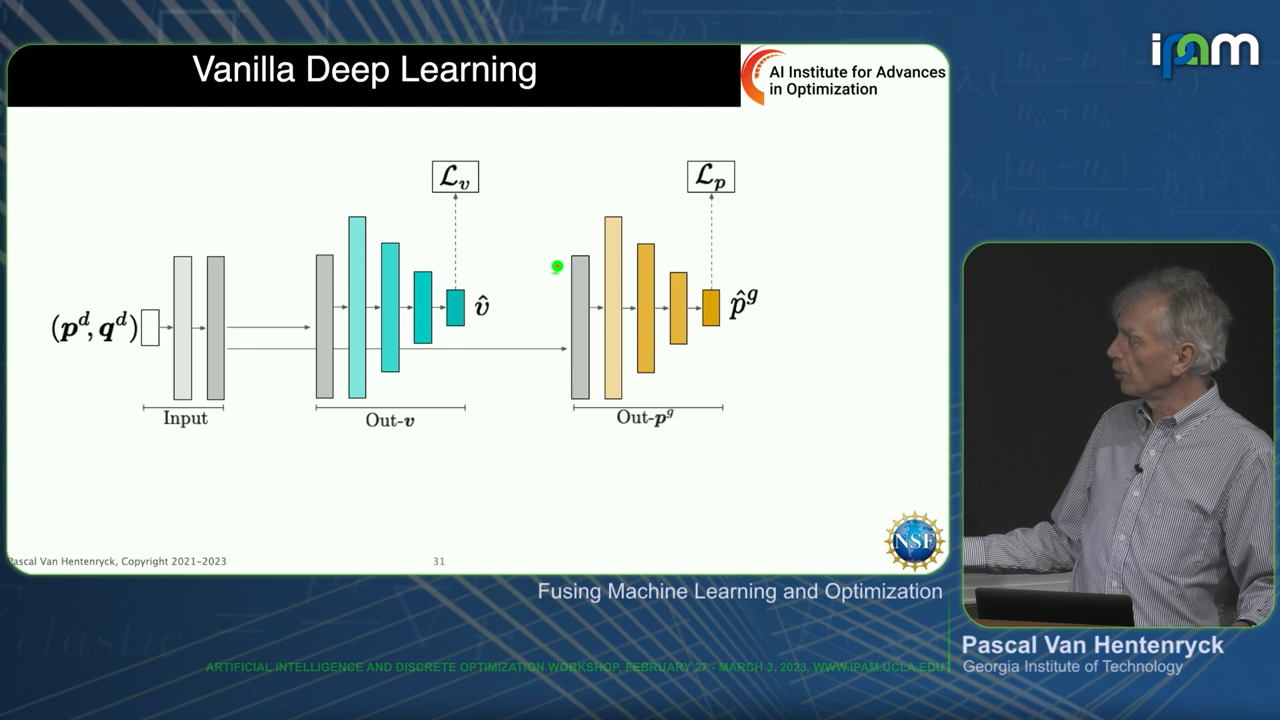 Vanilla Deep Learning
AI Institute for Advances
in Optimization
ipam
𝓛_v
𝓛_p
(p^d, q^d)
v̂
p̂^g
Input
Out-v
Out-p^g
NSF
Pascal Van Hentenryck, Copyright 2021-2023
31
Fusing Machine Learning and Optimization
Pascal Van Hentenryck
Georgia Institute of Technology
ARTIFICIAL INTELLIGENCE AND DISCRETE OPTIMIZATION WORKSHOP, FEBRUARY 27 - MARCH 3, 2023, WWW.IPAM.UCLA.EDU
elastic